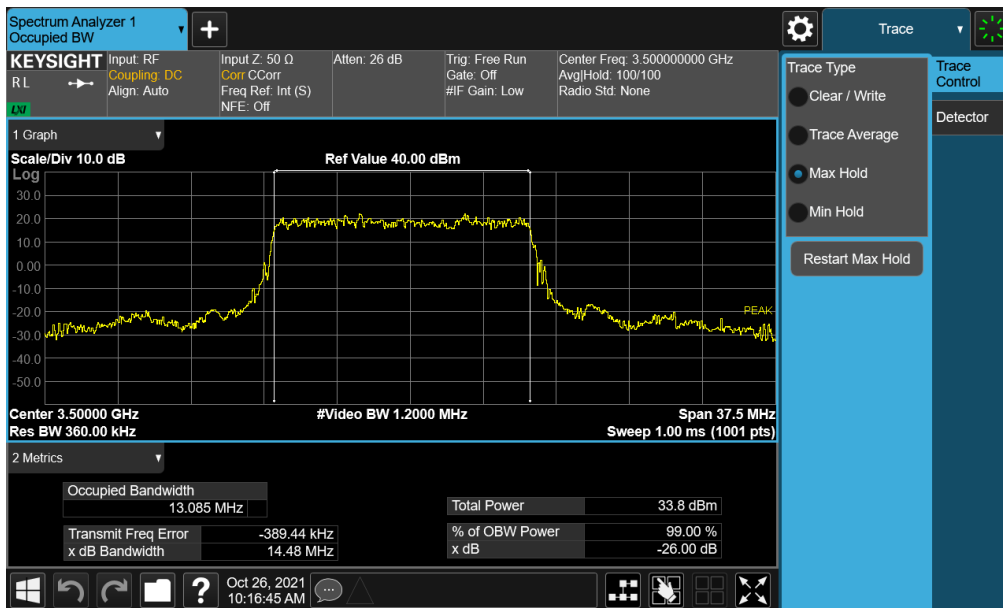 Spectrum Analyzer 1
Occupied BW
Trace
KEYSIGHT
R L
LXI
Input: RF
Coupling: DC
Align: Auto
Input Z: 50 Ω
Corr CCorr
Freq Ref: Int (S)
NFE: Off
Atten: 26 dB
Trig: Free Run
Gate: Off
#IF Gain: Low
Center Freq: 3.500000000 GHz
Avg|Hold: 100/100
Radio Std: None
Trace Type
Clear / Write
Trace Average
Max Hold
Min Hold
Restart Max Hold
Trace
Control
Detector
1 Graph
Scale/Div 10.0 dB
Ref Value 40.00 dBm
Log
30.0
20.0
10.0
0.00
-10.0
-20.0
-30.0
-40.0
-50.0
PEAK
Center 3.50000 GHz
#Video BW 1.2000 MHz
Span 37.5 MHz
Res BW 360.00 kHz
Sweep 1.00 ms (1001 pts)
2 Metrics
Occupied Bandwidth
13.085 MHz
Transmit Freq Error -389.44 kHz
x dB Bandwidth 14.48 MHz
Total Power 33.8 dBm
% of OBW Power 99.00 %
x dB -26.00 dB
Oct 26, 2021
10:16:45 AM